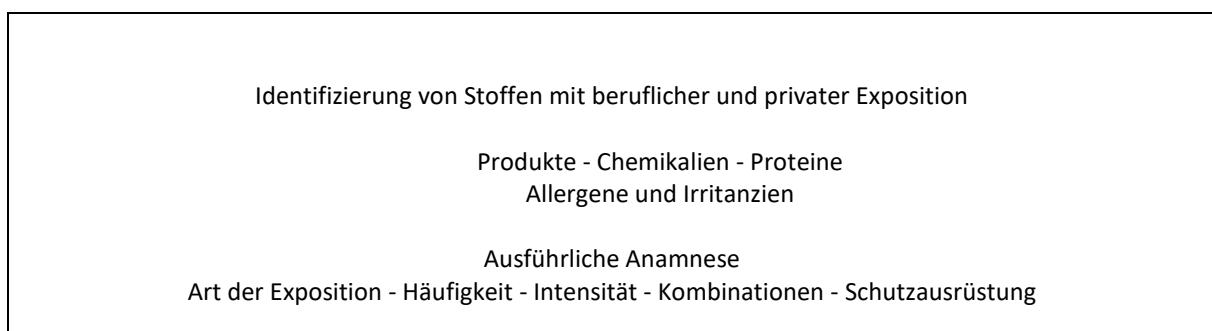 Identifizierung von Stoffen mit beruflicher und privater Exposition
Produkte - Chemikalien - Proteine
Allergene und Irritanzien
Ausführliche Anamnese
Art der Exposition - Häufigkeit - Intensität - Kombinationen - Schutzausrüstung